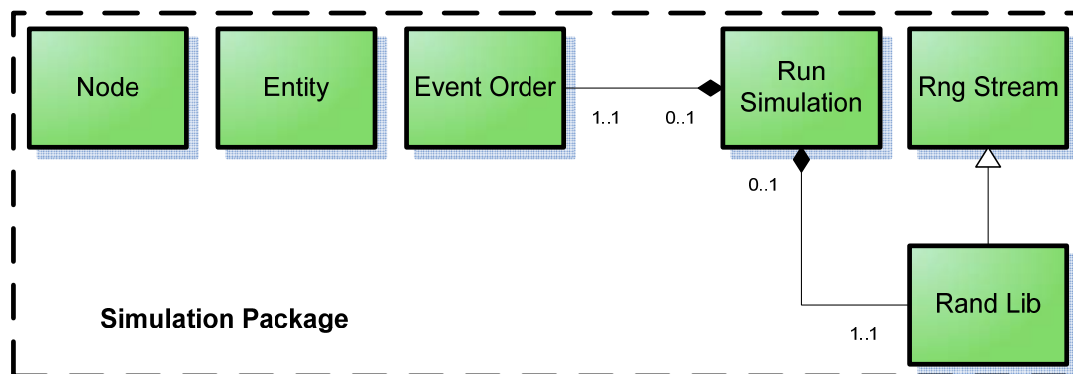 Node
Entity
Event Order
Run
Simulation
Rng Stream
1..1
0..1
0..1
Rand Lib
Simulation Package
1..1